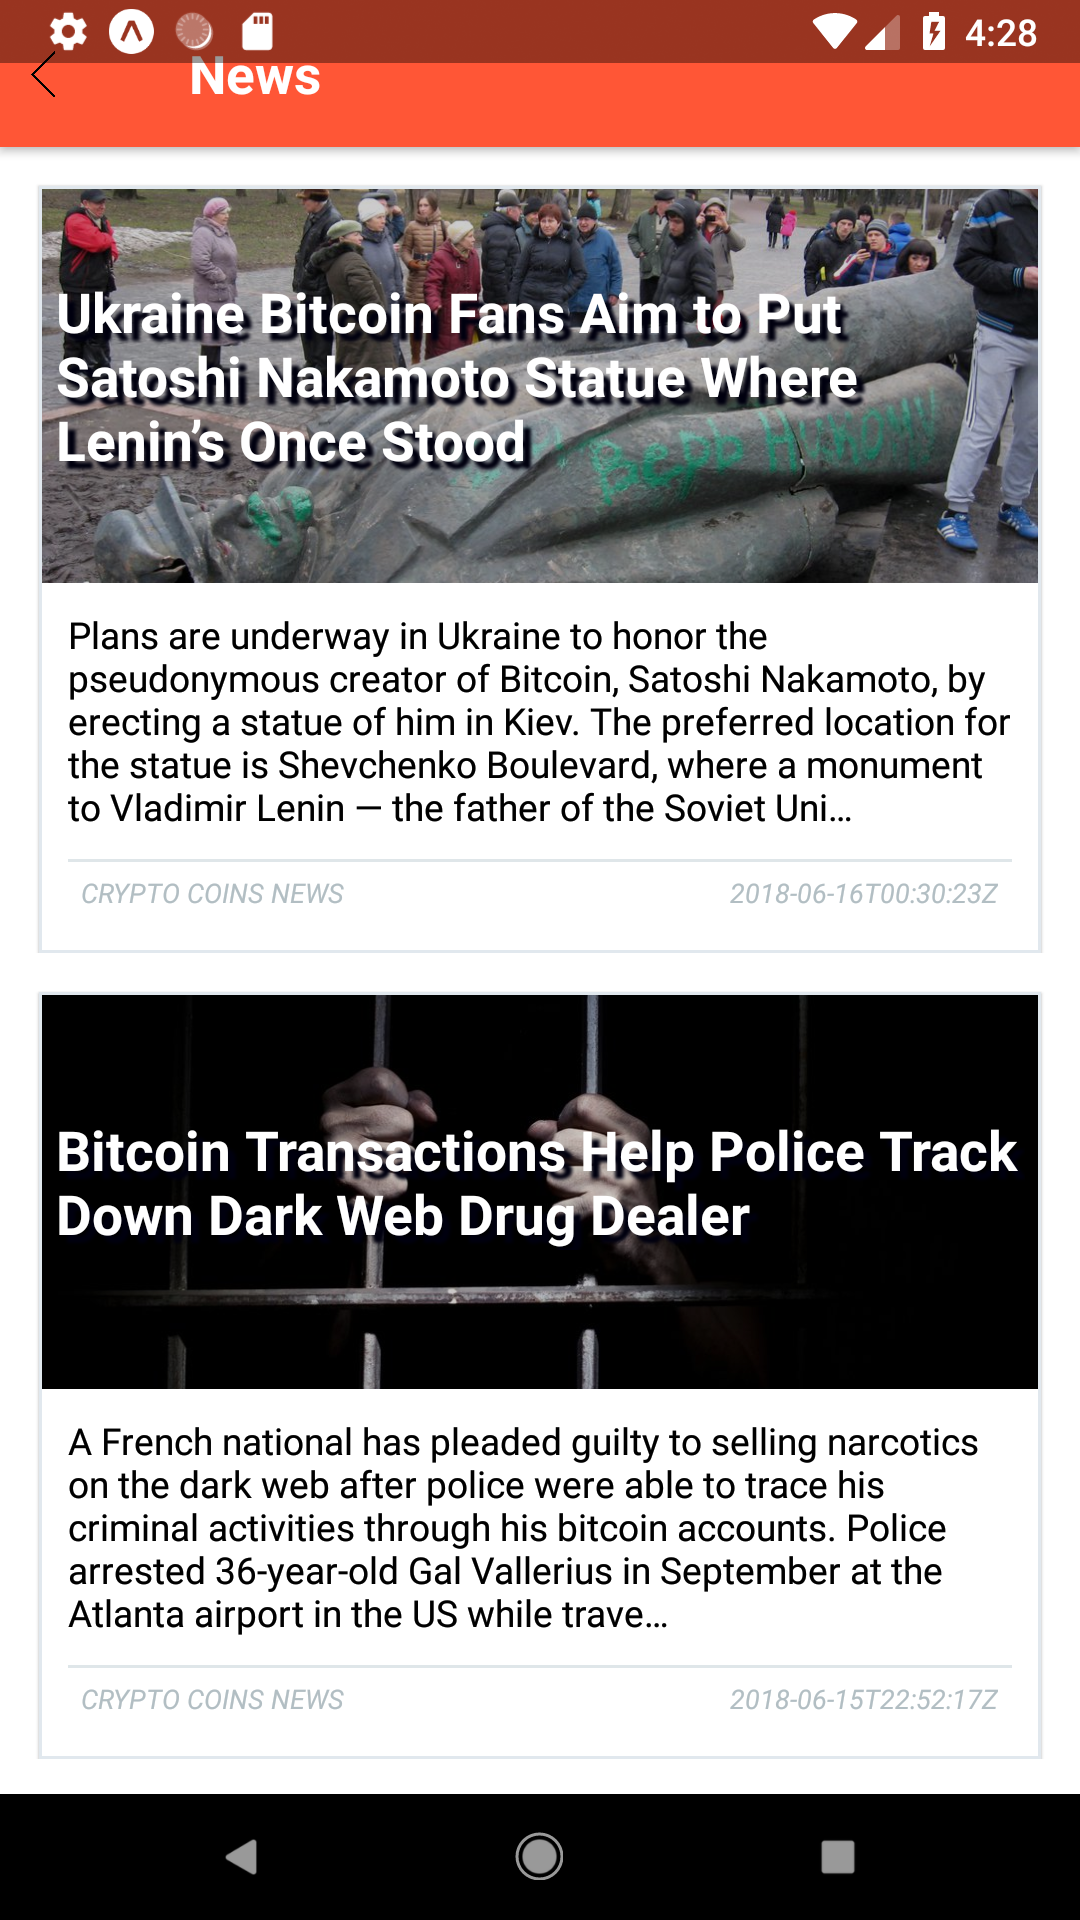 4:28
News
Ukraine Bitcoin Fans Aim to Put
Satoshi Nakamoto Statue Where
Lenin’s Once Stood
Верь Никому
Plans are underway in Ukraine to honor the
pseudonymous creator of Bitcoin, Satoshi Nakamoto, by
erecting a statue of him in Kiev. The preferred location for
the statue is Shevchenko Boulevard, where a monument
to Vladimir Lenin — the father of the Soviet Uni...
CRYPTO COINS NEWS
2018-06-16T00:30:23Z
Bitcoin Transactions Help Police Track
Down Dark Web Drug Dealer
A French national has pleaded guilty to selling narcotics
on the dark web after police were able to trace his
criminal activities through his bitcoin accounts. Police
arrested 36-year-old Gal Vallerius in September at the
Atlanta airport in the US while trave...
CRYPTO COINS NEWS
2018-06-15T22:52:17Z